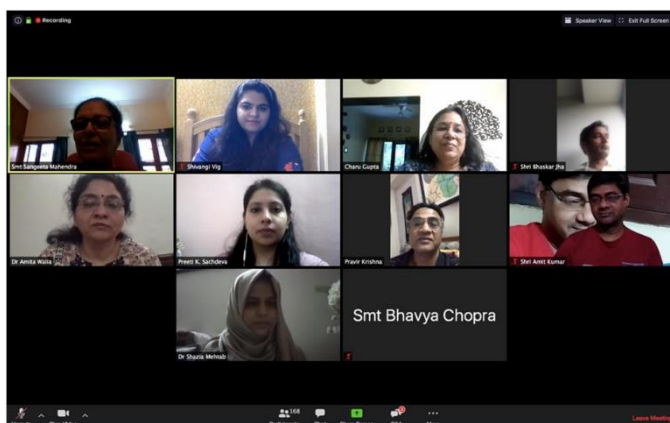 Recording
Speaker View
Exit Full Screen
Smt Sangeeta Mahendra
Shivangi Vig
Charu Gupta
Shri Bhaskar Jha
Dr Amita Walia
Preeti K. Sachdeva
Pravir Krishna
Shri Amit Kumar
Dr Shazia Mehtab
Smt Bhavya Chopra
168
Leave Meeting